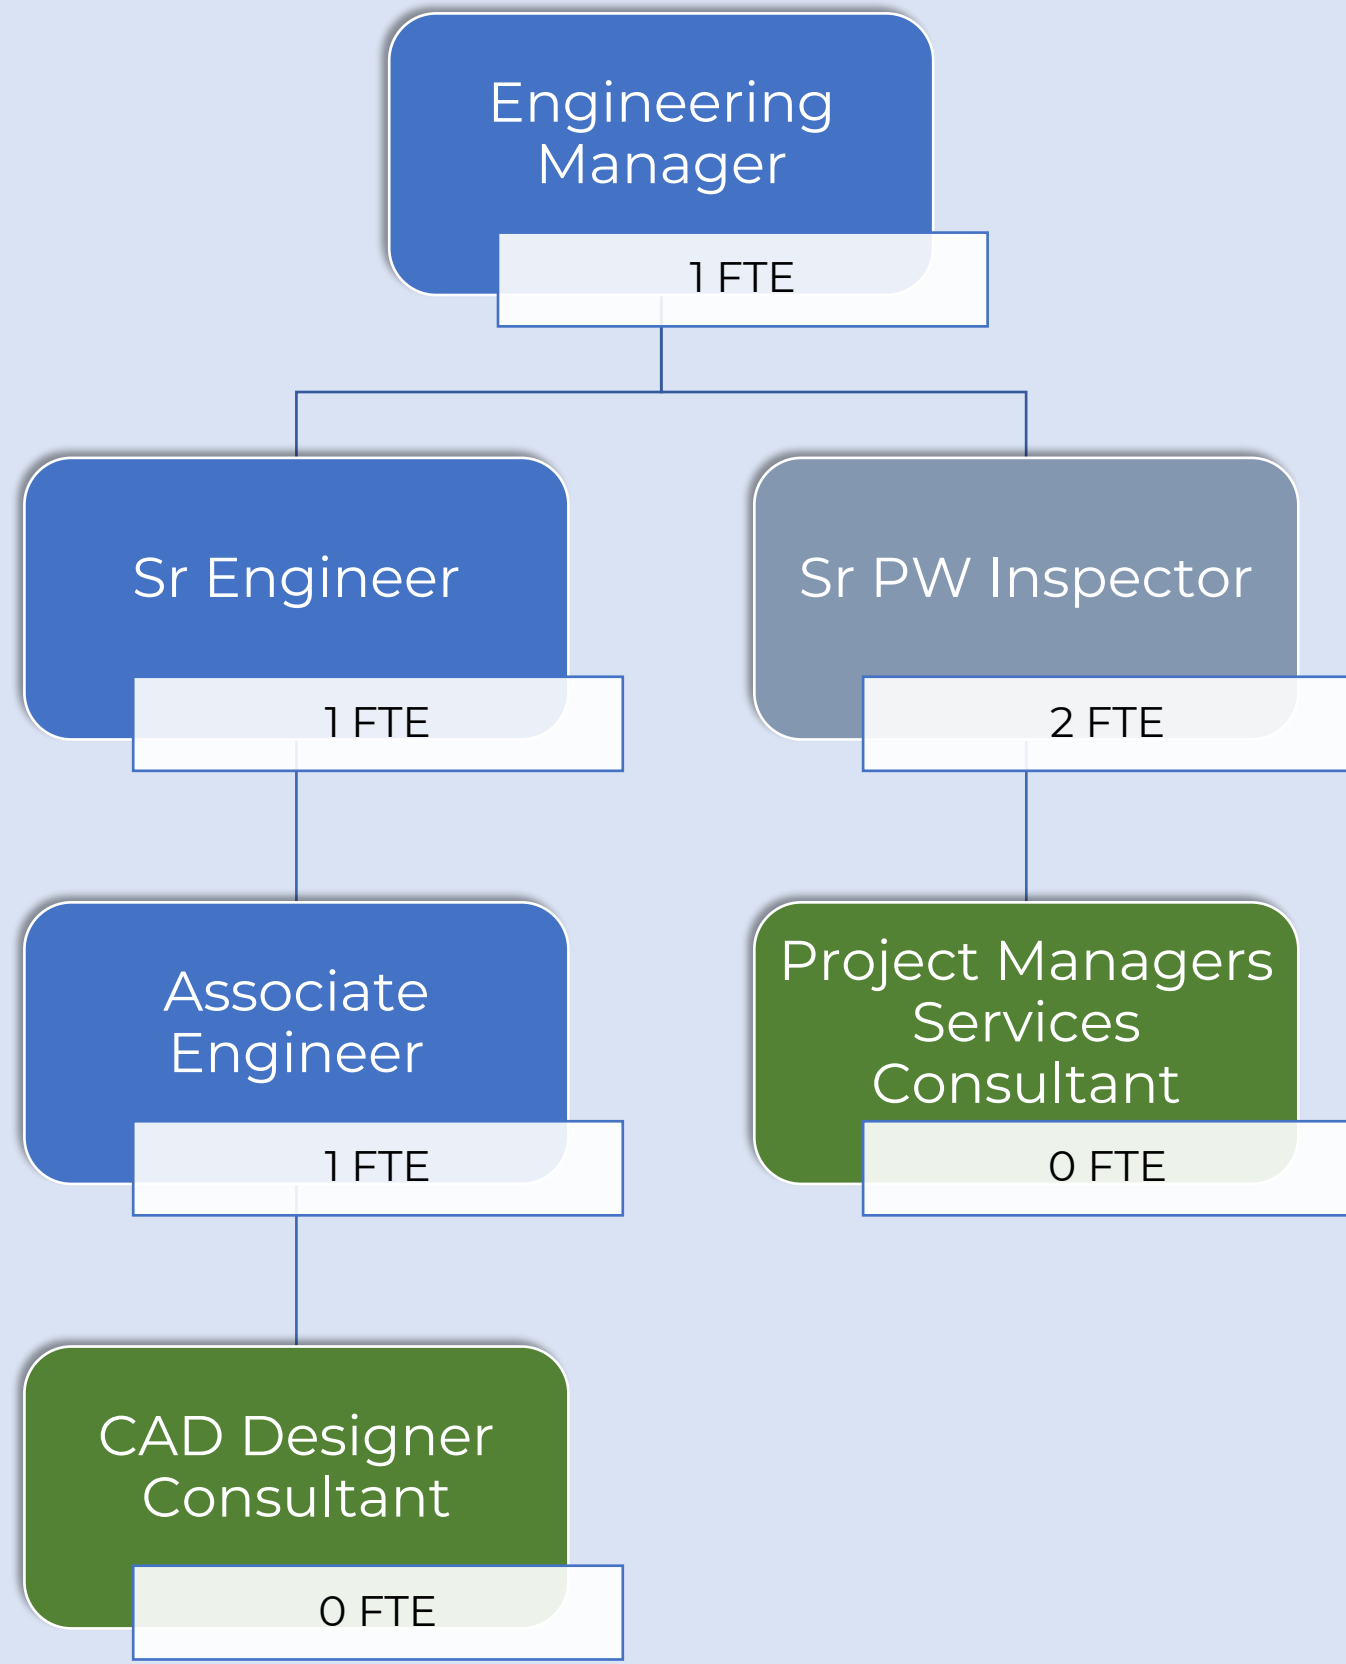 Engineering
Manager
1 FTE
Sr Engineer
1 FTE
Sr PW Inspector
2 FTE
Associate
Engineer
1 FTE
Project Managers
Services
Consultant
0 FTE
CAD Designer
Consultant
0 FTE